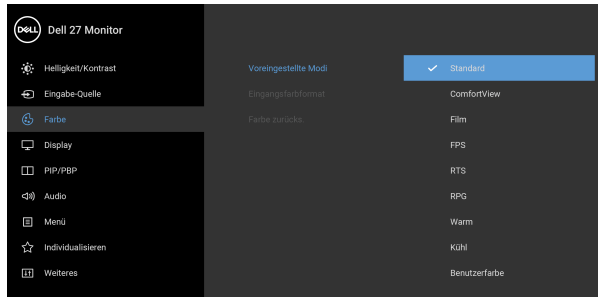 DELL Dell 27 Monitor
Helligkeit/Kontrast
Eingabe-Quelle
Farbe
Display
PIP/PBP
Audio
Menü
Individualisieren
Weiteres
Voreingestellte Modi
Eingangsfarbformat
Farbe zurücks.
Standard
ComfortView
Film
FPS
RTS
RPG
Warm
Kühl
Benutzerfarbe